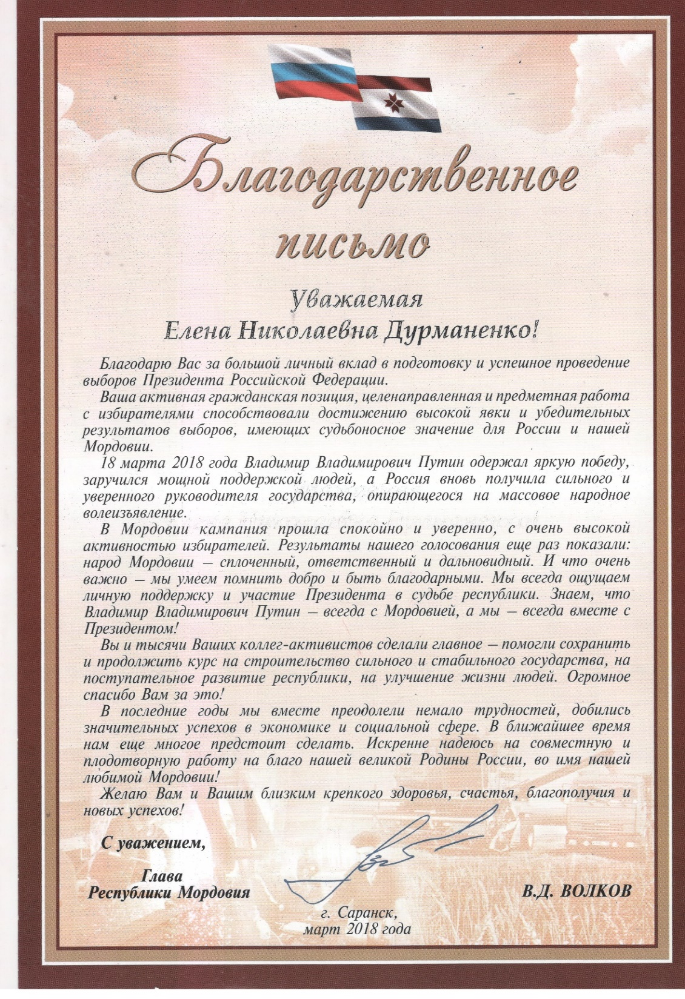 Благодарственное
письмо
Уважаемая
Елена Николаевна Дурманенко!
Благодарю Вас за большой личный вклад в подготовку и успешное проведение
выборов Президента Российской Федерации.
Ваша активная гражданская позиция, целенаправленная и предметная работа
с избирателями способствовали достижению высокой явки и убедительных
результатов выборов, имеющих судьбоносное значение для России и нашей
Мордовии.
18 марта 2018 года Владимир Владимирович Путин одержал яркую победу,
заручился мощной поддержкой людей, а Россия вновь получила сильного и
уверенного руководителя государства, опирающегося на массовое народное
волеизъявление.
В Мордовии кампания прошла спокойно и уверенно, с очень высокой
активностью избирателей. Результаты нашего голосования еще раз показали:
народ Мордовии – сплоченный, ответственный и дальновидный. И что очень
важно – мы умеем помнить добро и быть благодарными. Мы всегда ощущаем
личную поддержку и участие Президента в судьбе республики. Знаем, что
Владимир Владимирович Путин – всегда с Мордовией, а мы – всегда вместе с
Президентом!
Вы и тысячи Ваших коллег-активистов сделали главное – помогли сохранить
и продолжить курс на строительство сильного и стабильного государства, на
поступательное развитие республики, на улучшение жизни людей. Огромное
спасибо Вам за это!
В последние годы мы вместе преодолели немало трудностей, добились
значительных успехов в экономике и социальной сфере. В ближайшее время
нам еще многое предстоит сделать. Искренне надеюсь на совместную и
плодотворную работу на благо нашей великой Родины России, во имя нашей
любимой Мордовии!
Желаю Вам и Вашим близким крепкого здоровья, счастья, благополучия и
новых успехов!
С уважением,
Глава
Республики Мордовия
В.Д. ВОЛКОВ
г. Саранск,
март 2018 года